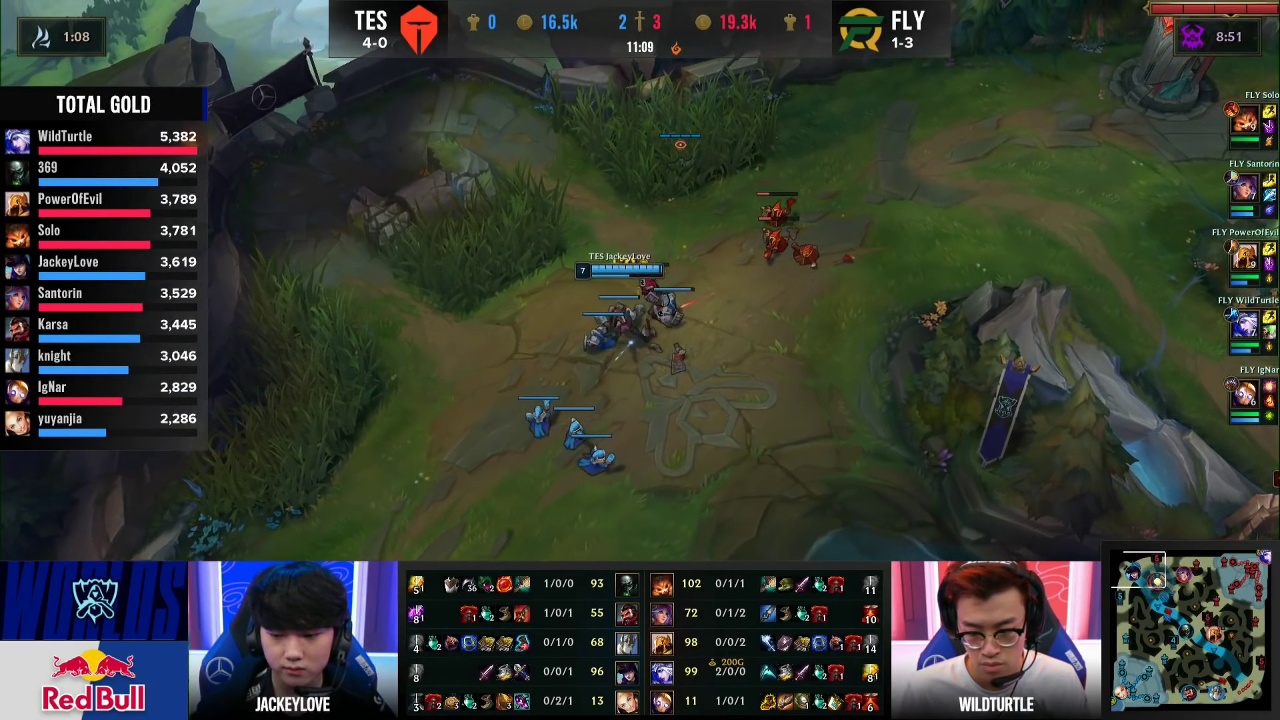 1:08
TES
4-0
0
16.5k
2
3
19.3k
1
11:09
FLY
1-3
8:51
TOTAL GOLD
WildTurtle 5,382
369 4,052
PowerOfEvil 3,789
Solo 3,781
JackeyLove 3,619
Santorin 3,529
Karsa 3,445
knight 3,046
IgNar 2,829
yuyanjia 2,286
TES JackeyLove
7
FLY Solo
FLY Santorin
FLY PowerOfEvil
FLY WildTurtle
FLY IgNar
WORLDS
Red Bull
JACKEYLOVE
1/0/0 93 102 0/1/1
1/0/1 55 72 0/1/2
0/1/0 68 98 0/0/2
200G
0/0/1 96 99 2/0/0
0/2/1 13 11 1/0/1
WILDTURTLE